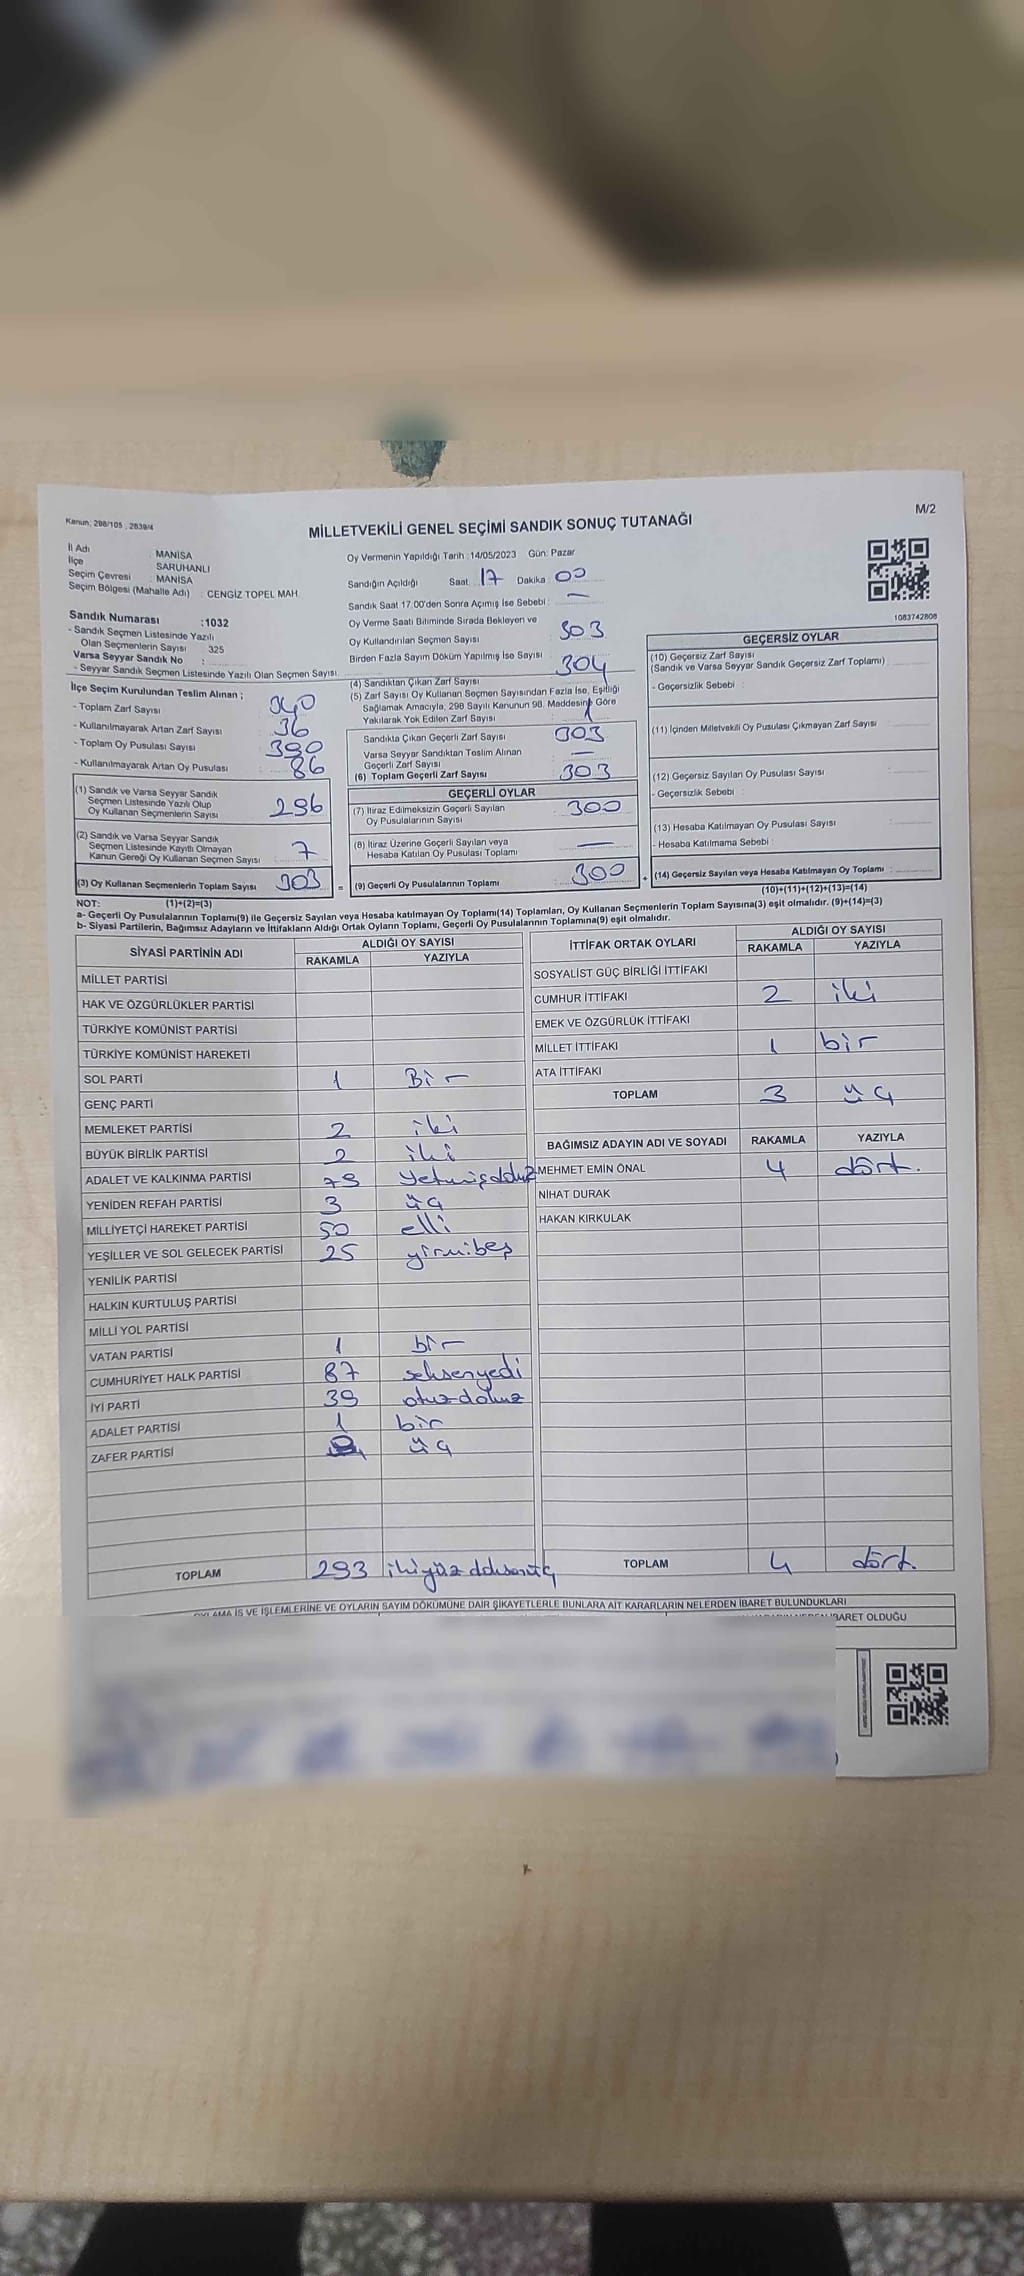 Kanun; 298/105 , 2839/4
M/2
MİLLETVEKİLİ GENEL SEÇİMİ SANDIK SONUÇ TUTANAĞI
İl Adı : MANİSA
İlçe SARUHANLI
Seçim Çevresi : MANİSA
Seçim Bölgesi (Mahalle Adı) : CENGİZ TOPEL MAH.
Sandık Numarası :1032
- Sandık Seçmen Listesinde Yazılı
Olan Seçmenlerin Sayısı 325
Varsa Seyyar Sandık No :
- Seyyar Sandık Seçmen Listesinde Yazılı Olan Seçmen Sayısı
Oy Vermenin Yapıldığı Tarih :14/05/2023 Gün: Pazar
Sandığın Açıldığı Saat 17 Dakika 00
Sandık Saat 17.00'den Sonra Açımış İse Sebebi : —
Oy Verme Saati Bitiminde Sırada Bekleyen ve
Oy Kullandırılan Seçmen Sayısı 303
Birden Fazla Sayım Döküm Yapılmış İse Sayısı
1083742808
İlçe Seçim Kurulundan Teslim Alınan ;
- Toplam Zarf Sayısı 340
- Kullanılmayarak Artan Zarf Sayısı 36
- Toplam Oy Pusulası Sayısı 390
- Kullanılmayarak Artan Oy Pusulası 86
(1) Sandık ve Varsa Seyyar Sandık
Seçmen Listesinde Yazılı Olup
Oy Kullanan Seçmenlerin Sayısı 296
(2) Sandık ve Varsa Seyyar Sandık
Seçmen Listesinde Kayıtlı Olmayan
Kanun Gereği Oy Kullanan Seçmen Sayısı 7
(3) Oy Kullanan Seçmenlerin Toplam Sayısı 303 =
(4) Sandıktan Çıkan Zarf Sayısı 304
(5) Zarf Sayısı Oy Kullanan Seçmen Sayısından Fazla İse, Eşitliği
Sağlamak Amacıyla, 298 Sayılı Kanunun 98. Maddesine Göre
Yakılarak Yok Edilen Zarf Sayısı 1
Sandıkta Çıkan Geçerli Zarf Sayısı 303
Varsa Seyyar Sandıktan Teslim Alınan
Geçerli Zarf Sayısı —
(6) Toplam Geçerli Zarf Sayısı 303
GEÇERLİ OYLAR
(7) İtiraz Edilmeksizin Geçerli Sayılan
Oy Pusulalarının Sayısı 300
(8) İtiraz Üzerine Geçerli Sayılan veya
Hesaba Katılan Oy Pusulası Toplamı —
(9) Geçerli Oy Pusulalarının Toplamı 300 +
GEÇERSİZ OYLAR
(10) Geçersiz Zarf Sayısı
(Sandık ve Varsa Seyyar Sandık Geçersiz Zarf Toplamı)
- Geçersizlik Sebebi :
(11) İçinden Milletvekili Oy Pusulası Çıkmayan Zarf Sayısı
(12) Geçersiz Sayılan Oy Pusulası Sayısı
- Geçersizlik Sebebi :
(13) Hesaba Katılmayan Oy Pusulası Sayısı
- Hesaba Katılmama Sebebi :
(14) Geçersiz Sayılan veya Hesaba Katılmayan Oy Toplamı
NOT: (1)+(2)=(3) (10)+(11)+(12)+(13)=(14)
a- Geçerli Oy Pusulalarının Toplamı(9) ile Geçersiz Sayılan veya Hesaba katılmayan Oy Toplamı(14) Toplamları, Oy Kullanan Seçmenlerin Toplam Sayısına(3) eşit olmalıdır. (9)+(14)=(3)
b- Siyasi Partilerin, Bağımsız Adayların ve İttifakların Aldığı Ortak Oyların Toplamı, Geçerli Oy Pusulalarının Toplamına(9) eşit olmalıdır.
SİYASİ PARTİNİN ADI ALDIĞI OY SAYISI
RAKAMLA YAZIYLA
MİLLET PARTİSİ
HAK VE ÖZGÜRLÜKLER PARTİSİ
TÜRKİYE KOMÜNİST PARTİSİ
TÜRKİYE KOMÜNİST HAREKETİ
SOL PARTİ 1 Bir
GENÇ PARTİ
MEMLEKET PARTİSİ 2 iki
BÜYÜK BİRLİK PARTİSİ 2 iki
ADALET VE KALKINMA PARTİSİ 79 Yetmişdokuz
YENİDEN REFAH PARTİSİ 3 üç
MİLLİYETÇİ HAREKET PARTİSİ 50 elli
YEŞİLLER VE SOL GELECEK PARTİSİ 25 yirmibeş
YENİLİK PARTİSİ
HALKIN KURTULUŞ PARTİSİ
MİLLİ YOL PARTİSİ
VATAN PARTİSİ 1 bir
CUMHURİYET HALK PARTİSİ 87 seksenyedi
İYİ PARTİ 39 otuzdokuz
ADALET PARTİSİ 1 bir
ZAFER PARTİSİ üç
TOPLAM 293 ikiyüz doksanüç
İTTİFAK ORTAK OYLARI ALDIĞI OY SAYISI
RAKAMLA YAZIYLA
SOSYALİST GÜÇ BİRLİĞİ İTTİFAKI
CUMHUR İTTİFAKI 2 iki
EMEK VE ÖZGÜRLÜK İTTİFAKI
MİLLET İTTİFAKI 1 bir
ATA İTTİFAKI
TOPLAM 3 üç
BAĞIMSIZ ADAYIN ADI VE SOYADI RAKAMLA YAZIYLA
MEHMET EMİN ÖNAL 4 dört.
NİHAT DURAK
HAKAN KIRKULAK
TOPLAM 4 dört.
OYLAMA İŞ VE İŞLEMLERİNE VE OYLARIN SAYIM DÖKÜMÜNE DAİR ŞİKAYETLERLE BUNLARA AİT KARARLARIN NELERDEN İBARET BULUNDUKLARI
İBARET OLDUĞU